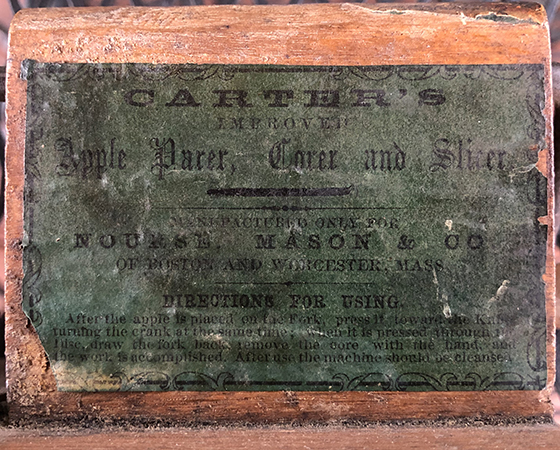 CARTER'S
IMPROVED
Apple Parer, Corer and Slicer,
MANUFACTURED ONLY FOR
NOURSE, MASON & CO
OF BOSTON AND WORCESTER, MASS.
DIRECTIONS FOR USING.
After the apple is placed on the Fork, press it toward the Knife
turning the crank at the same time; When it is pressed through
draw the fork back, remove the core with the hand, and
the work is accomplished. After use the machine should be cleansed